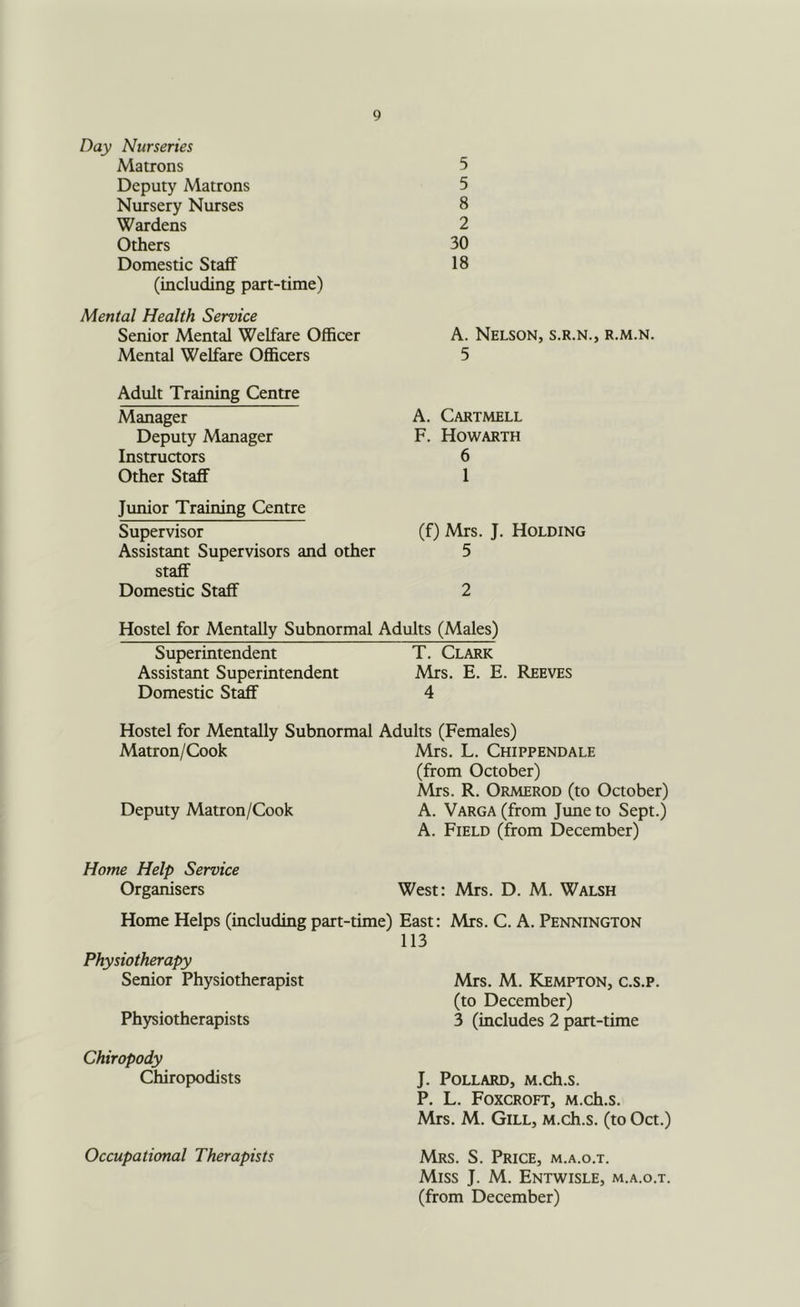 9
Day Nurseries
Matrons 5
Deputy Matrons 5
Nursery Nurses 8
Wardens 2
Others 30
Domestic Staff 18
(including part-time)
Mental Health Service
Senior Mental Welfare Officer A. NELSON, S.R.N., R.M.N.
Mental Welfare Officers 5
Adult Training Centre
Manager A. CARTMELL
Deputy Manager F. HOWARTH
Instructors 6
Other Staff 1
Junior Training Centre
Supervisor (f) Mrs. J. HOLDING
Assistant Supervisors and other 5
staff
Domestic Staff 2
Hostel for Mentally Subnormal Adults (Males)
Superintendent T. CLARK
Assistant Superintendent Mrs. E. E. REEVES
Domestic Staff 4
Hostel for Mentally Subnormal Adults (Females)
Matron/Cook Mrs. L. CHIPPENDALE
(from October)
Mrs. R. ORMEROD (to October)
Deputy Matron/Cook A. VARGA (from June to Sept.)
A. FIELD (from December)
Home Help Service
Organisers West: Mrs. D. M. WALSH
Home Helps (including part-time) East: Mrs. C. A. PENNINGTON
113
Physiotherapy
Senior Physiotherapist Mrs. M. KEMPTON, C.S.P.
(to December)
Physiotherapists 3 (includes 2 part-time
Chiropody
Chiropodists J. POLLARD, M.ch.S.
P. L. FOXCROFT, M.ch.S.
Mrs. M. GILL, M.ch.S. (to Oct.)
Occupational Therapists MRS. S. PRICE, M.A.O.T.
MISS J. M. ENTWISLE, M.A.O.T.
(from December)